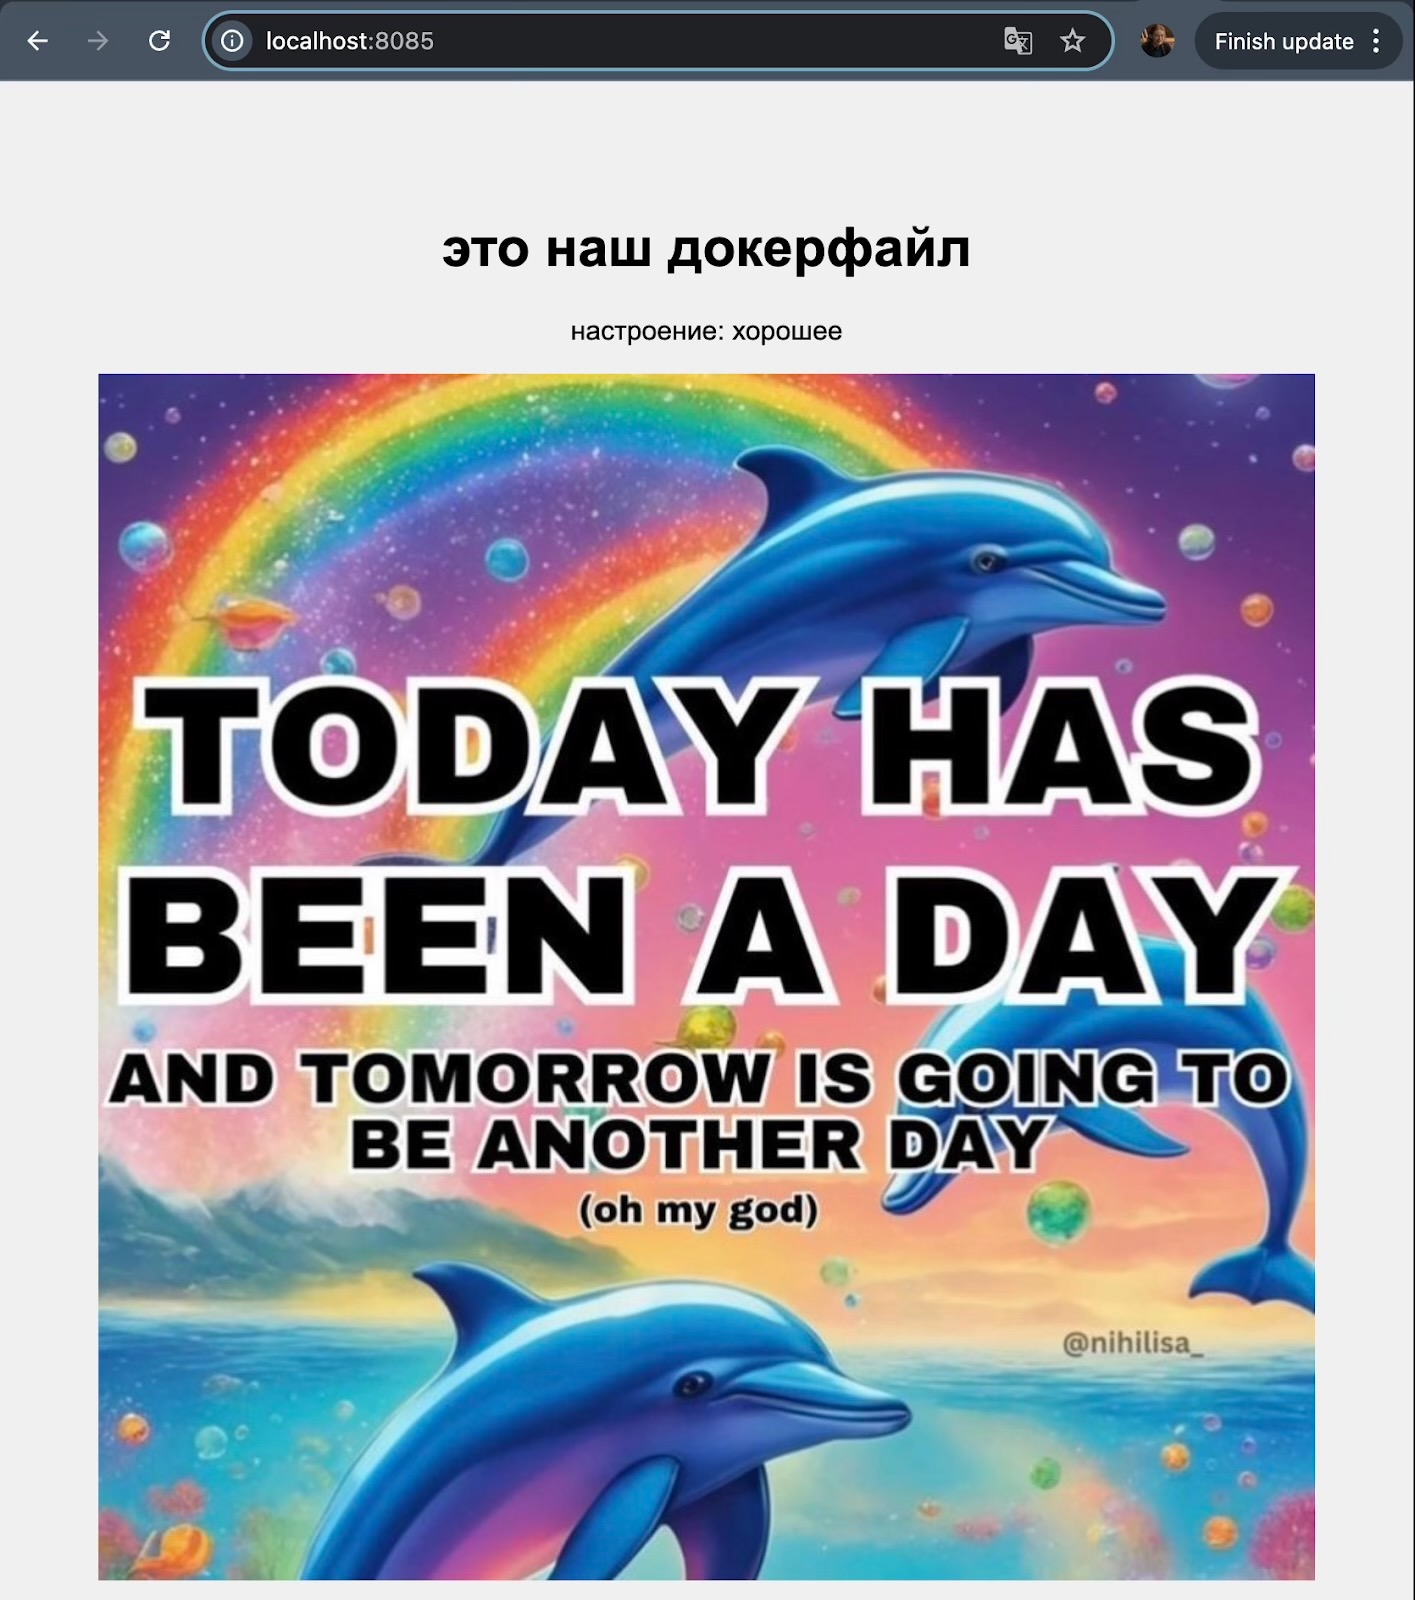 localhost:8085
Finish update
это наш докерфайл
настроение: хорошее
TODAY HAS
BEEN A DAY
AND TOMORROW IS GOING TO
BE ANOTHER DAY
(oh my god)
@nihilisa_